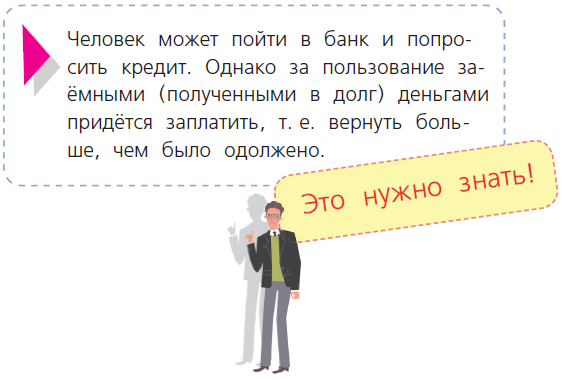 Человек может пойти в банк и попро-
сить кредит. Однако за пользование за-
ёмными (полученными в долг) деньгами
придётся заплатить, т. е. вернуть боль-
ше, чем было одолжено.
Это нужно знать!